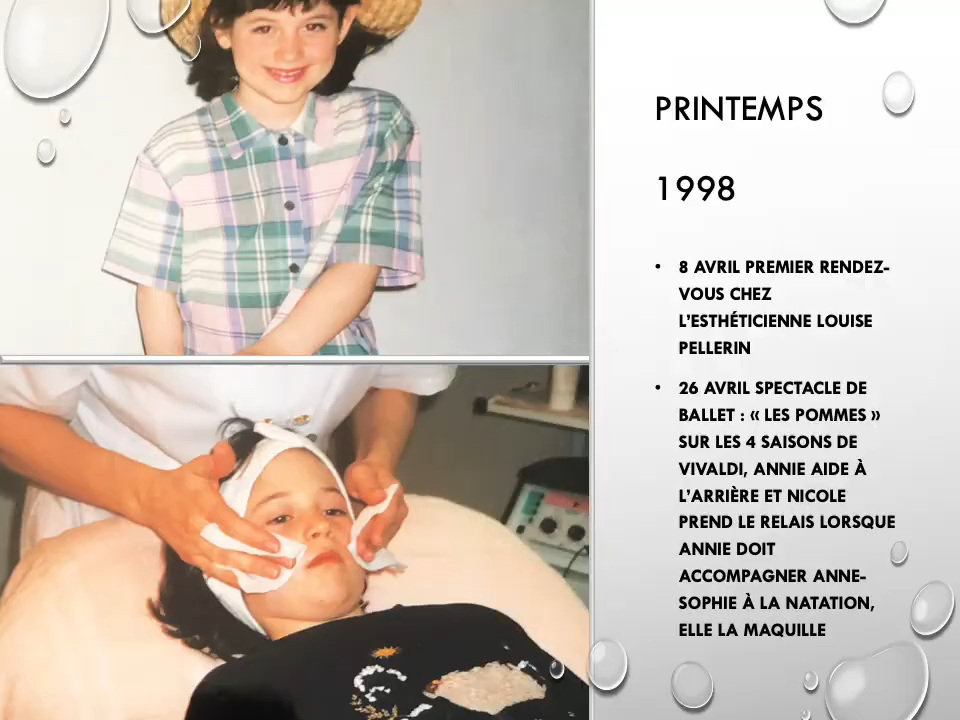 PRINTEMPS
1998
• 8 AVRIL PREMIER RENDEZ-
VOUS CHEZ
L'ESTHÉTICIENNE LOUISE
PELLERIN
• 26 AVRIL SPECTACLE DE
BALLET : « LES POMMES »
SUR LES 4 SAISONS DE
VIVALDI, ANNIE AIDE À
L'ARRIÈRE ET NICOLE
PREND LE RELAIS LORSQUE
ANNIE DOIT
ACCOMPAGNER ANNE-
SOPHIE À LA NATATION,
ELLE LA MAQUILLE